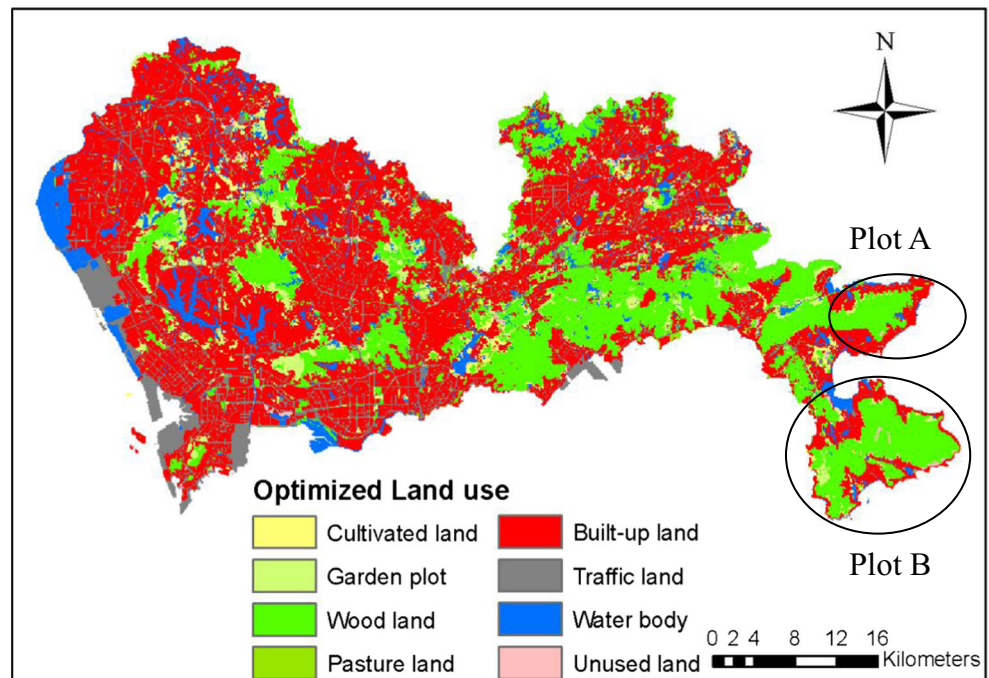 N
Plot A
Plot B
Optimized Land use
Cultivated land
Built-up land
Garden plot
Traffic land
Wood land
Water body
Pasture land
Unused land
0 2 4 8 12 16
Kilometers